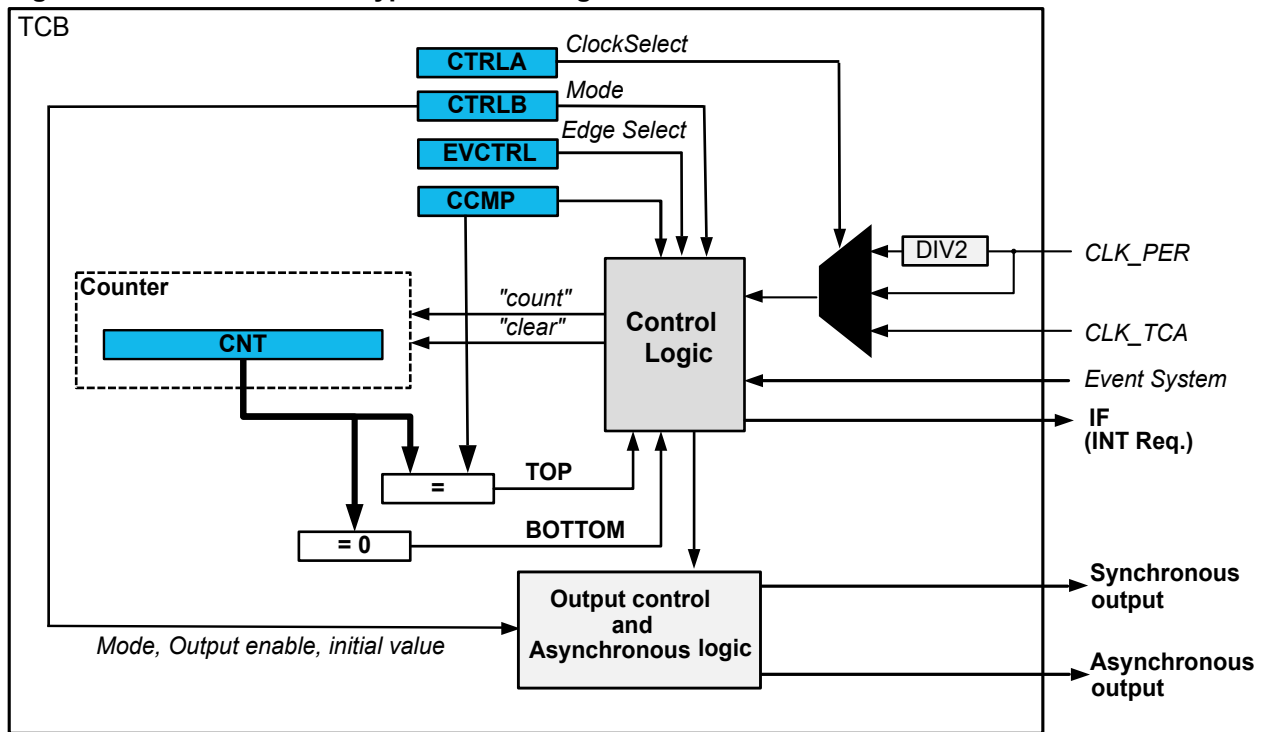 TCB
ClockSelect
CTRLA
Mode
CTRLB
Edge Select
EVCTRL
CCMP
DIV2
CLK_PER
Counter
"count"
"clear"
CNT
Control
Logic
CLK_TCA
Event System
IF
(INT Req.)
=
TOP
= 0
BOTTOM
Output control
and
Asynchronous logic
Synchronous
output
Mode, Output enable, initial value
Asynchronous
output